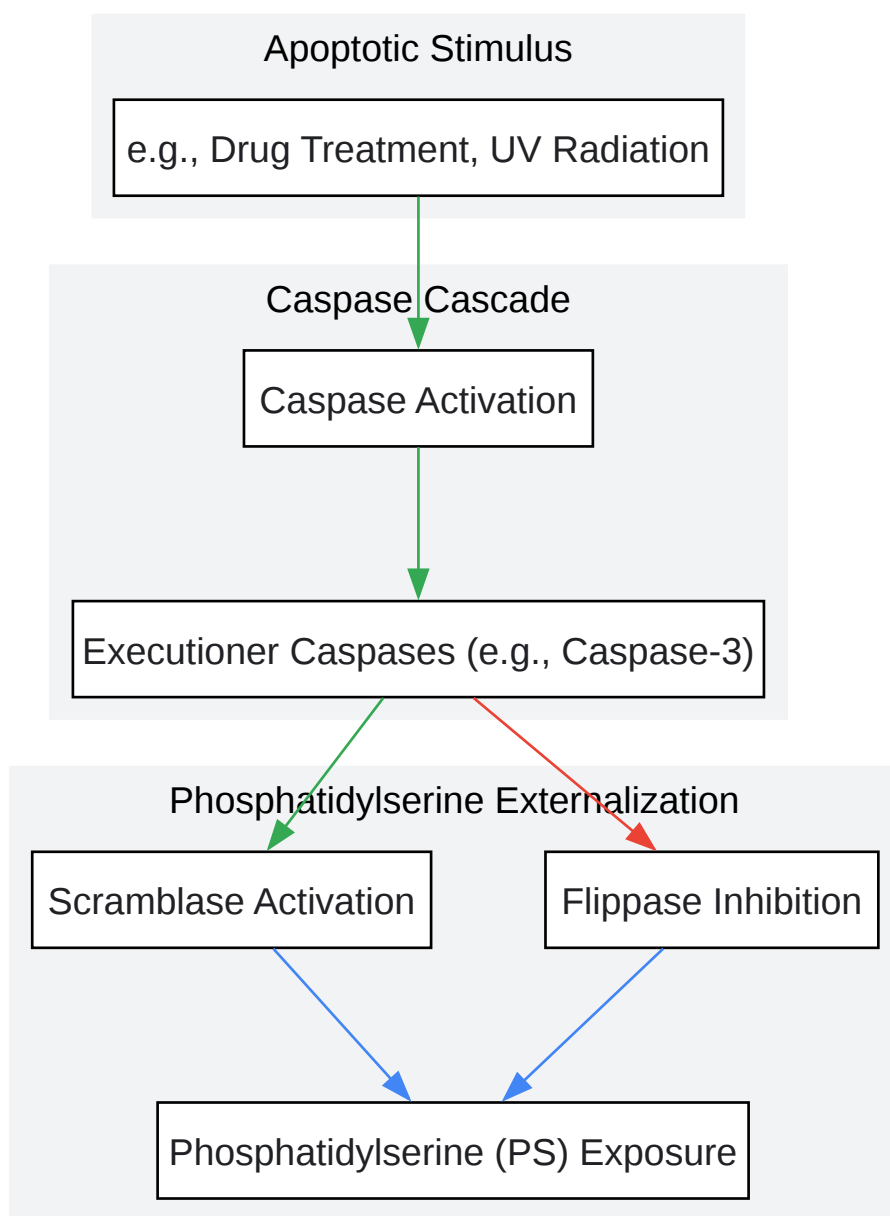 Apoptotic Stimulus
e.g., Drug Treatment, UV Radiation
Caspase Cascade
Caspase Activation
Executioner Caspases (e.g., Caspase-3)
Phosphatidylserine Externalization
Scramblase Activation
Flippase Inhibition
Phosphatidylserine (PS) Exposure